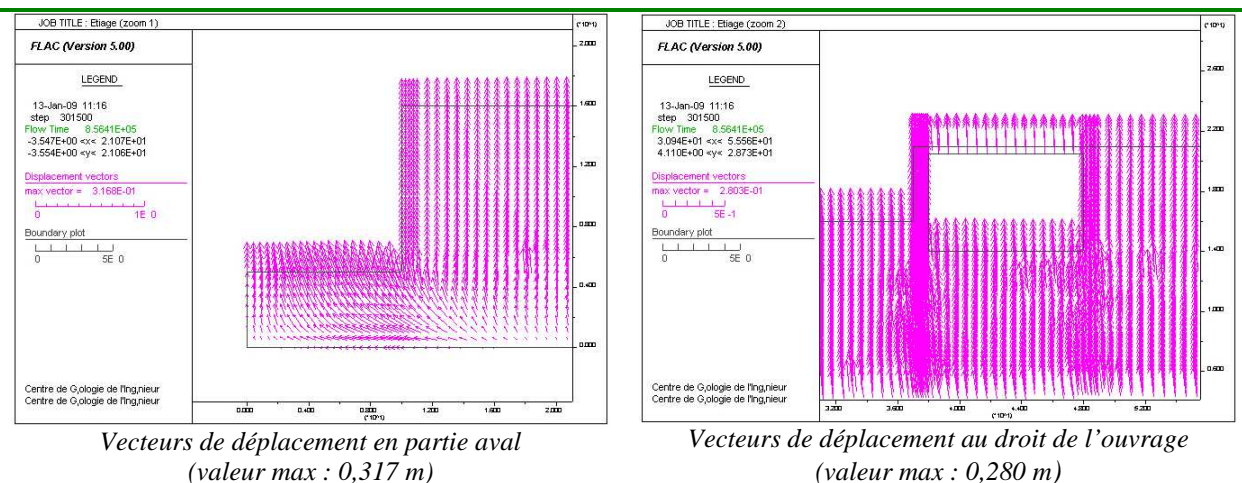 JOB TITLE : Etiage (zoom 1)
(*10^1)
FLAC (Version 5.00)
LEGEND
13-Jan-09 11:16
step 301500
Flow Time 8.5641E+05
-3.547E+00 <x< 2.107E+01
-3.554E+00 <y< 2.106E+01
Displacement vectors
max vector = 3.168E-01
0 1E 0
Boundary plot
0 5E 0
Centre de G,ologie de l'Ing,nieur
Centre de G,ologie de l'Ing,nieur
2.000
1.600
1.200
0.800
0.400
0.000
0.000 0.400 0.800 1.200 1.600 2.000
(*10^1)
Vecteurs de déplacement en partie aval
(valeur max : 0,317 m)
JOB TITLE : Etiage (zoom 2)
(*10^1)
FLAC (Version 5.00)
LEGEND
13-Jan-09 11:16
step 301500
Flow Time 8.5641E+05
3.094E+01 <x< 5.556E+01
4.110E+00 <y< 2.873E+01
Displacement vectors
max vector = 2.803E-01
0 5E -1
Boundary plot
0 5E 0
Centre de G,ologie de l'Ing,nieur
Centre de G,ologie de l'Ing,nieur
2.600
2.200
1.800
1.400
1.000
0.600
3.200 3.600 4.000 4.400 4.800 5.200
(*10^1)
Vecteurs de déplacement au droit de l'ouvrage
(valeur max : 0,280 m)